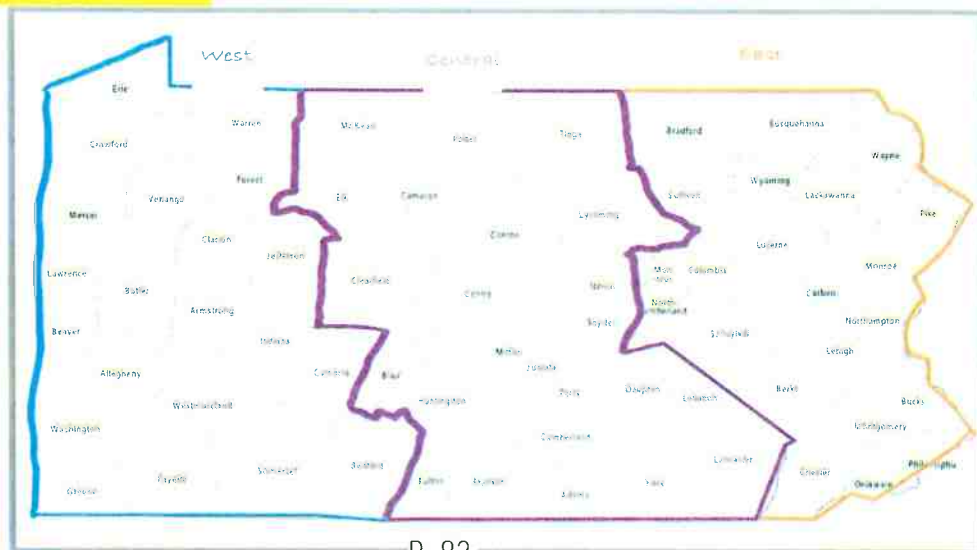 West Central East
Erie
Warren McKean Potter Tioga Bradford Susquehanna
Crawford Wayne
Forest Elk Cameron Sullivan Wyoming Lackawanna
Mercer Venango Lycoming Pike
Clarion Clinton Luzerne
Lawrence Jefferson Clearfield Centre Union Montour Columbia Monroe
Butler Armstrong Snyder Northumberland Carbon
Beaver Indiana Mifflin Schuylkill Northampton
Allegheny Cambria Blair Juniata Lehigh
Westmoreland Huntingdon Perry Dauphin Lebanon Berks Bucks
Washington Cumberland Montgomery
Greene Fayette Somerset Bedford Fulton Franklin Adams York Lancaster Chester Delaware Philadelphia